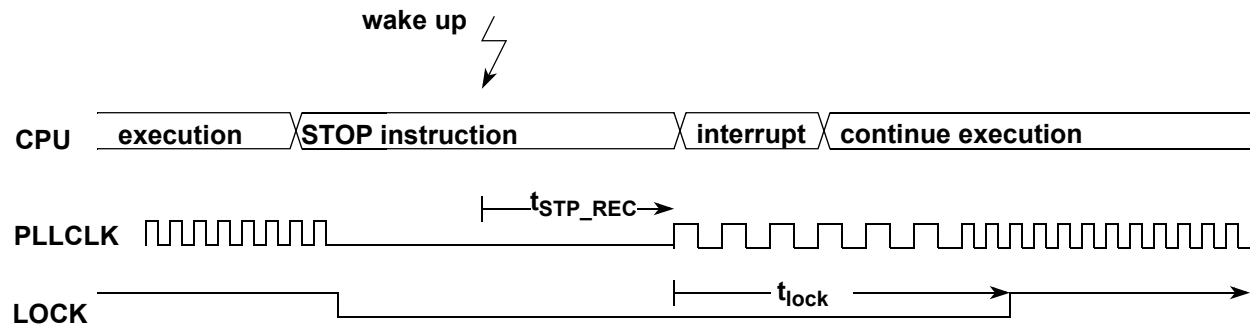 wake up
CPU execution STOP instruction interrupt continue execution
PLLCLK tSTP_REC
LOCK tlock